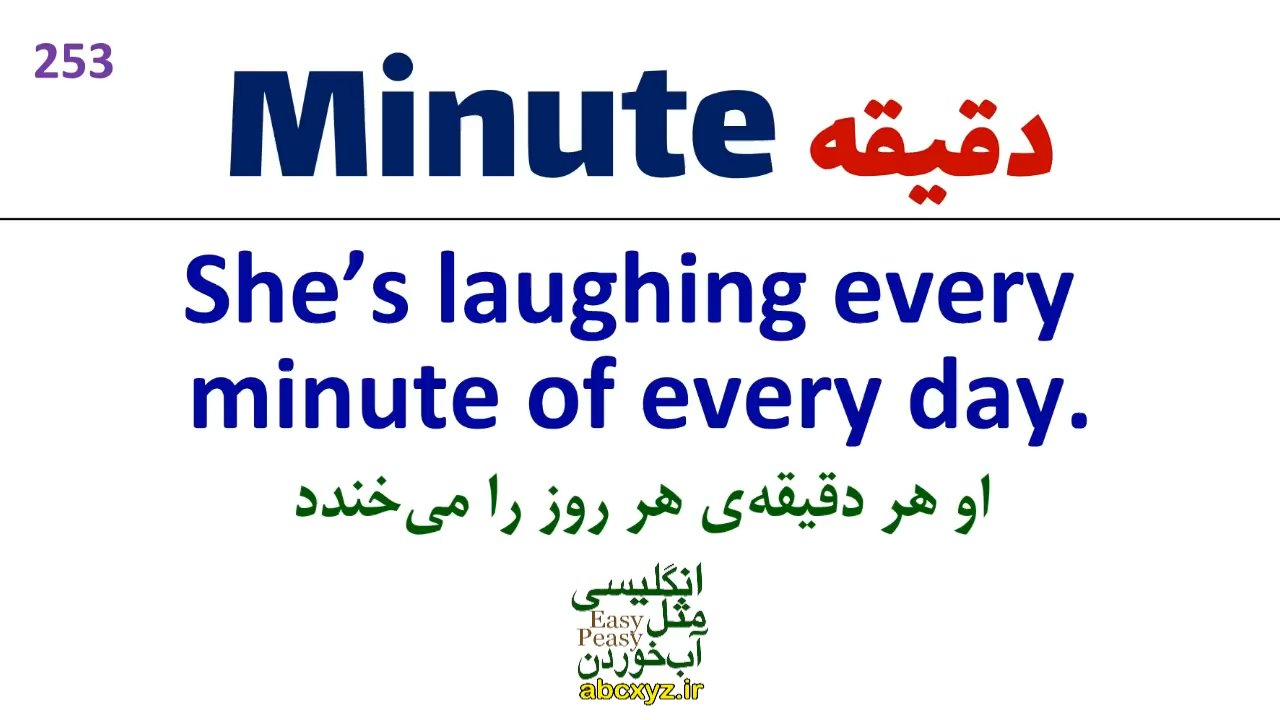 253
Minute دقیقه
She’s laughing every
minute of every day.
او هر دقیقه‌ی هر روز را می‌خندد
انگلیسی
مثل Easy
Peasy
آب‌خوردن
abcxyz.ir